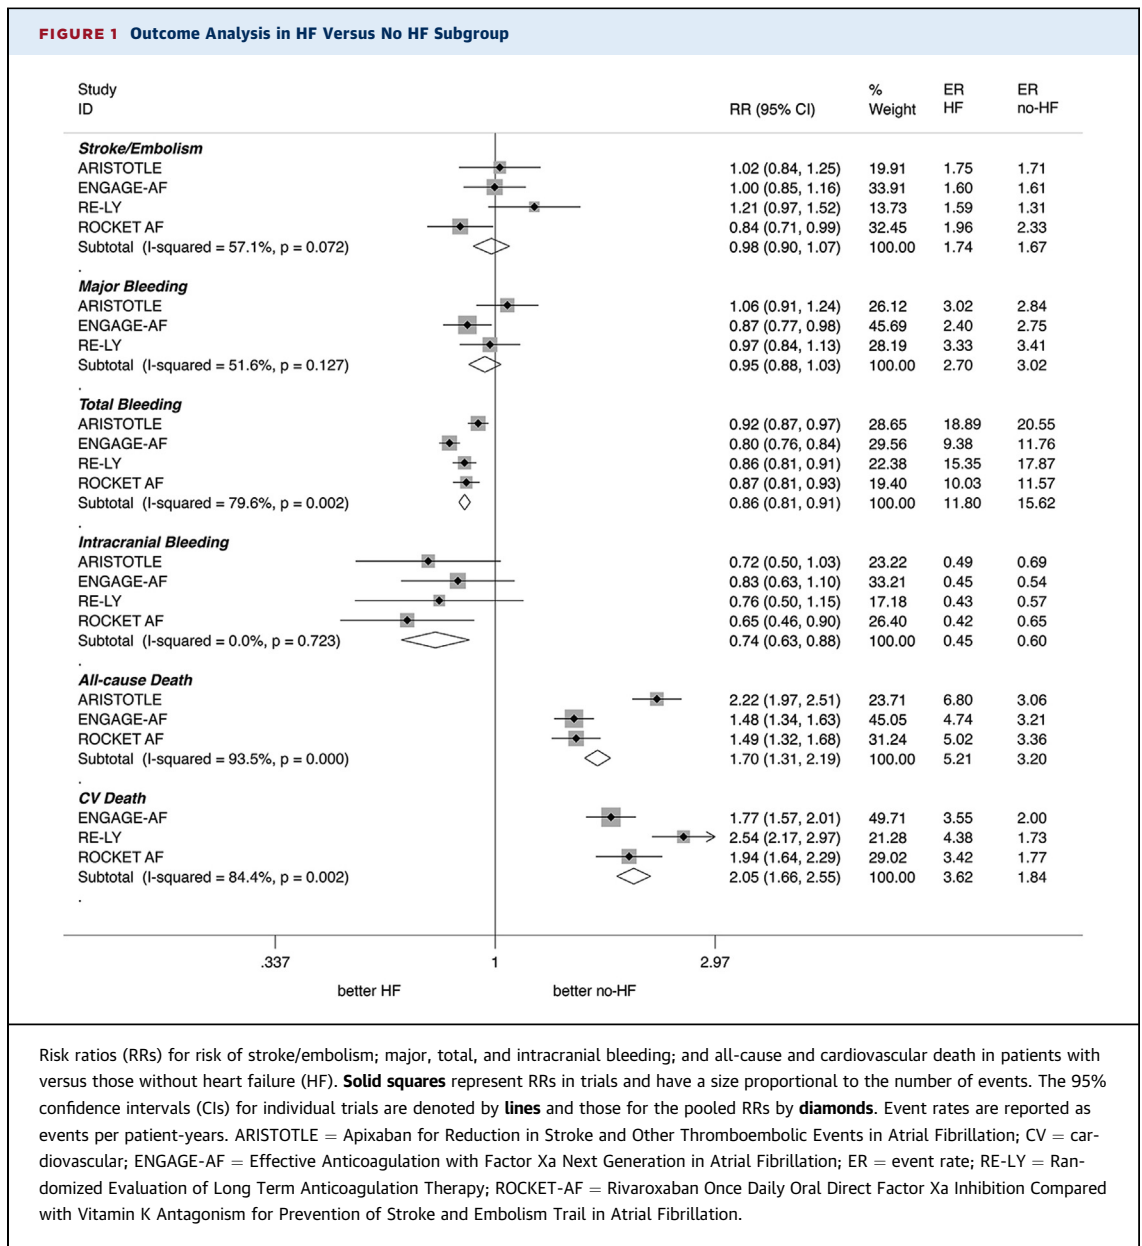 FIGURE 1 Outcome Analysis in HF Versus No HF Subgroup
Study % ER ER
ID RR (95% CI) Weight HF no-HF
Stroke/Embolism
ARISTOTLE 1.02 (0.84, 1.25) 19.91 1.75 1.71
ENGAGE-AF 1.00 (0.85, 1.16) 33.91 1.60 1.61
RE-LY 1.21 (0.97, 1.52) 13.73 1.59 1.31
ROCKET AF 0.84 (0.71, 0.99) 32.45 1.96 2.33
Subtotal (I-squared = 57.1%, p = 0.072) 0.98 (0.90, 1.07) 100.00 1.74 1.67
.
Major Bleeding
ARISTOTLE 1.06 (0.91, 1.24) 26.12 3.02 2.84
ENGAGE-AF 0.87 (0.77, 0.98) 45.69 2.40 2.75
RE-LY 0.97 (0.84, 1.13) 28.19 3.33 3.41
Subtotal (I-squared = 51.6%, p = 0.127) 0.95 (0.88, 1.03) 100.00 2.70 3.02
.
Total Bleeding
ARISTOTLE 0.92 (0.87, 0.97) 28.65 18.89 20.55
ENGAGE-AF 0.80 (0.76, 0.84) 29.56 9.38 11.76
RE-LY 0.86 (0.81, 0.91) 22.38 15.35 17.87
ROCKET AF 0.87 (0.81, 0.93) 19.40 10.03 11.57
Subtotal (I-squared = 79.6%, p = 0.002) 0.86 (0.81, 0.91) 100.00 11.80 15.62
.
Intracranial Bleeding
ARISTOTLE 0.72 (0.50, 1.03) 23.22 0.49 0.69
ENGAGE-AF 0.83 (0.63, 1.10) 33.21 0.45 0.54
RE-LY 0.76 (0.50, 1.15) 17.18 0.43 0.57
ROCKET AF 0.65 (0.46, 0.90) 26.40 0.42 0.65
Subtotal (I-squared = 0.0%, p = 0.723) 0.74 (0.63, 0.88) 100.00 0.45 0.60
.
All-cause Death
ARISTOTLE 2.22 (1.97, 2.51) 23.71 6.80 3.06
ENGAGE-AF 1.48 (1.34, 1.63) 45.05 4.74 3.21
ROCKET AF 1.49 (1.32, 1.68) 31.24 5.02 3.36
Subtotal (I-squared = 93.5%, p = 0.000) 1.70 (1.31, 2.19) 100.00 5.21 3.20
.
CV Death
ENGAGE-AF 1.77 (1.57, 2.01) 49.71 3.55 2.00
RE-LY 2.54 (2.17, 2.97) 21.28 4.38 1.73
ROCKET AF 1.94 (1.64, 2.29) 29.02 3.42 1.77
Subtotal (I-squared = 84.4%, p = 0.002) 2.05 (1.66, 2.55) 100.00 3.62 1.84
.
.337 1 2.97
better HF better no-HF
Risk ratios (RRs) for risk of stroke/embolism; major, total, and intracranial bleeding; and all-cause and cardiovascular death in patients with
versus those without heart failure (HF). Solid squares represent RRs in trials and have a size proportional to the number of events. The 95%
confidence intervals (CIs) for individual trials are denoted by lines and those for the pooled RRs by diamonds. Event rates are reported as
events per patient-years. ARISTOTLE = Apixaban for Reduction in Stroke and Other Thromboembolic Events in Atrial Fibrillation; CV = car-
diovascular; ENGAGE-AF = Effective Anticoagulation with Factor Xa Next Generation in Atrial Fibrillation; ER = event rate; RE-LY = Ran-
domized Evaluation of Long Term Anticoagulation Therapy; ROCKET-AF = Rivaroxaban Once Daily Oral Direct Factor Xa Inhibition Compared
with Vitamin K Antagonism for Prevention of Stroke and Embolism Trail in Atrial Fibrillation.